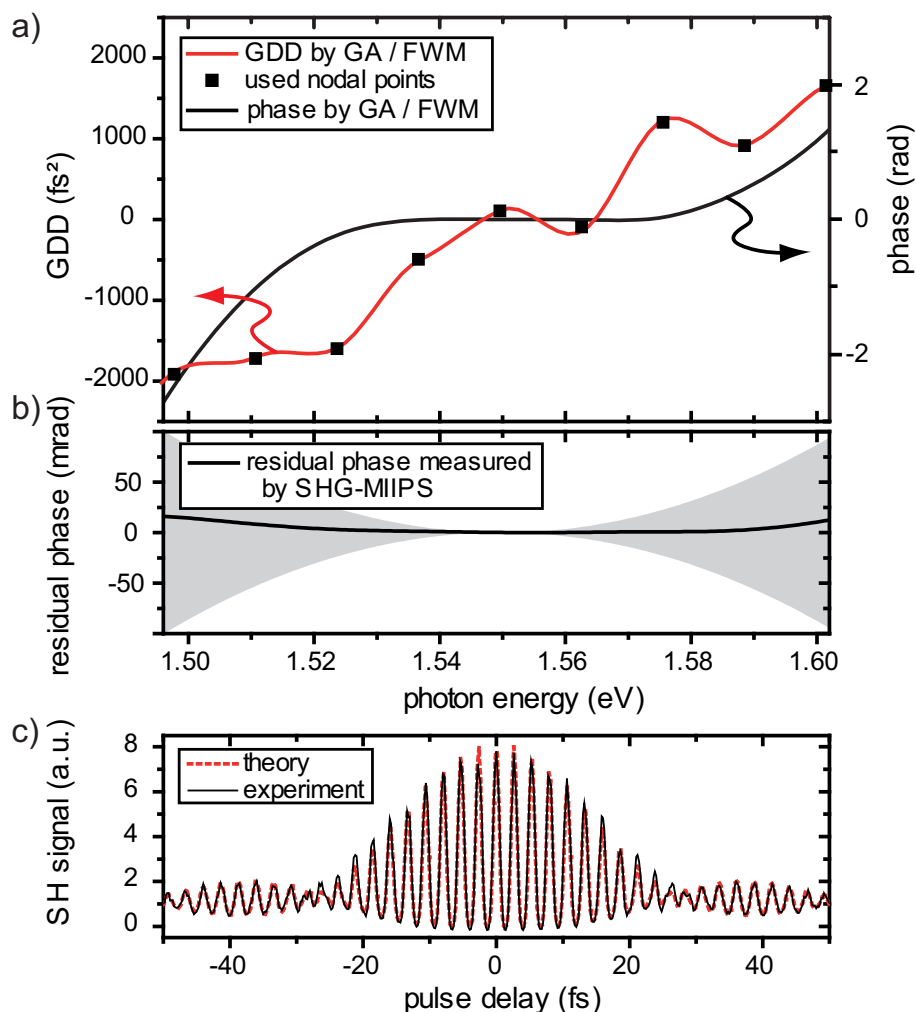 a)
GDD by GA / FWM
used nodal points
phase by GA / FWM
2000
1000
0
-1000
-2000
GDD (fs²)
2
0
-2
phase (rad)
b)
residual phase measured
by SHG-MIIPS
50
0
-50
residual phase (mrad)
1.50 1.52 1.54 1.56 1.58 1.60
photon energy (eV)
c)
theory
experiment
8
6
4
2
0
SH signal (a.u.)
-40 -20 0 20 40
pulse delay (fs)